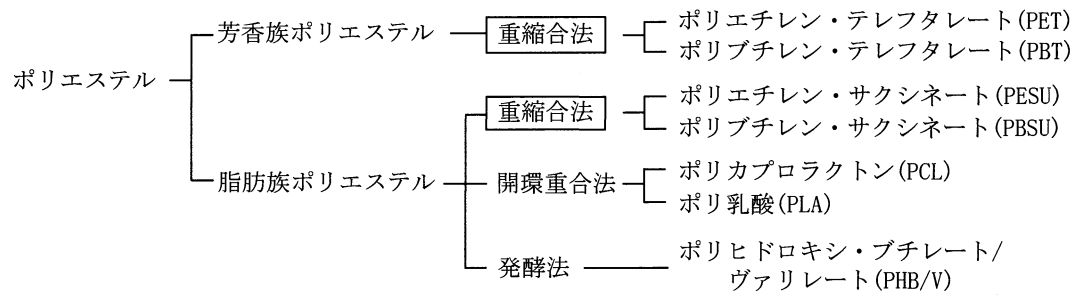 ポリエステル
芳香族ポリエステル
重縮合法
ポリエチレン・テレフタレート(PET)
ポリブチレン・テレフタレート(PBT)
脂肪族ポリエステル
重縮合法
ポリエチレン・サクシネート(PESU)
ポリブチレン・サクシネート(PBSU)
開環重合法
ポリカプロラクトン(PCL)
ポリ乳酸(PLA)
発酵法
ポリヒドロキシ・ブチレート/
ヴァリレート(PHB/V)